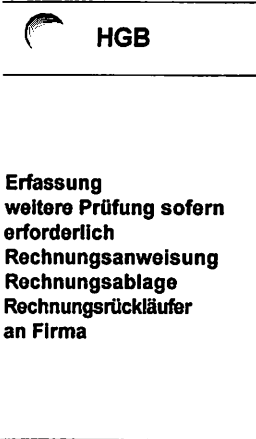 HGB
Erfassung
weitere Prüfung sofern
erforderlich
Rechnungsanweisung
Rechnungsablage
Rechnungsrückläufer
an Firma